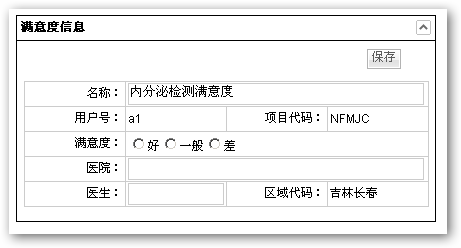 满意度信息
保存
名称： 内分泌检测满意度
用户号： a1 项目代码： NFMJC
满意度： 好 一般 差
医院：
医生： 区域代码： 吉林长春